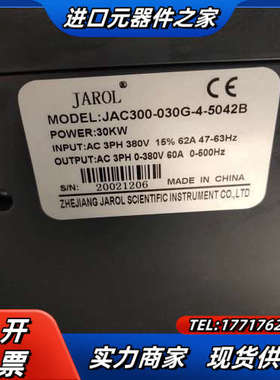 进口元器件之家
JAROL
CE
MODEL:JAC300-030G-4-5042B
POWER:30KW
INPUT:AC 3PH 380V 15% 62A 47-63Hz
OUTPUT:AC 3PH 0-380V 60A 0-500Hz
S/N: 20021206
MADE IN CHINA
ZHEJIANG JAROL SCIENTIFIC INSTRUMENT CO.,LTD
可开票
TEL:1771762
实力商家 现货